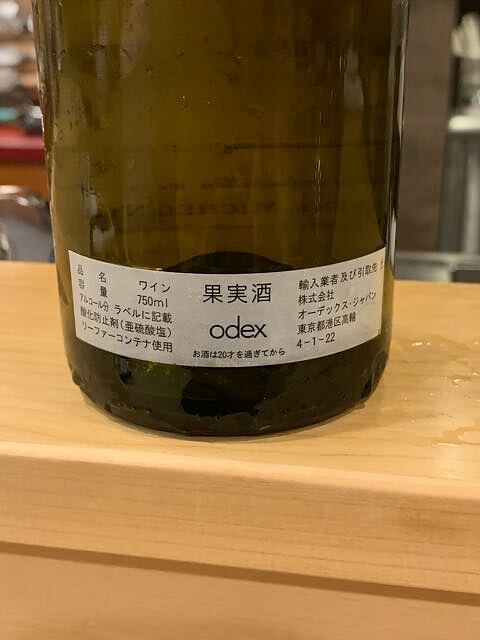 品名 ワイン
容量 750ml
アルコール分 ラベルに記載
酸化防止剤(亜硫酸塩)
リーファーコンテナ使用
果実酒
odex
お酒は20才を過ぎてから
輸入業者及び引取先
株式会社
オーデックス・ジャパン
東京都港区高輪
4-1-22